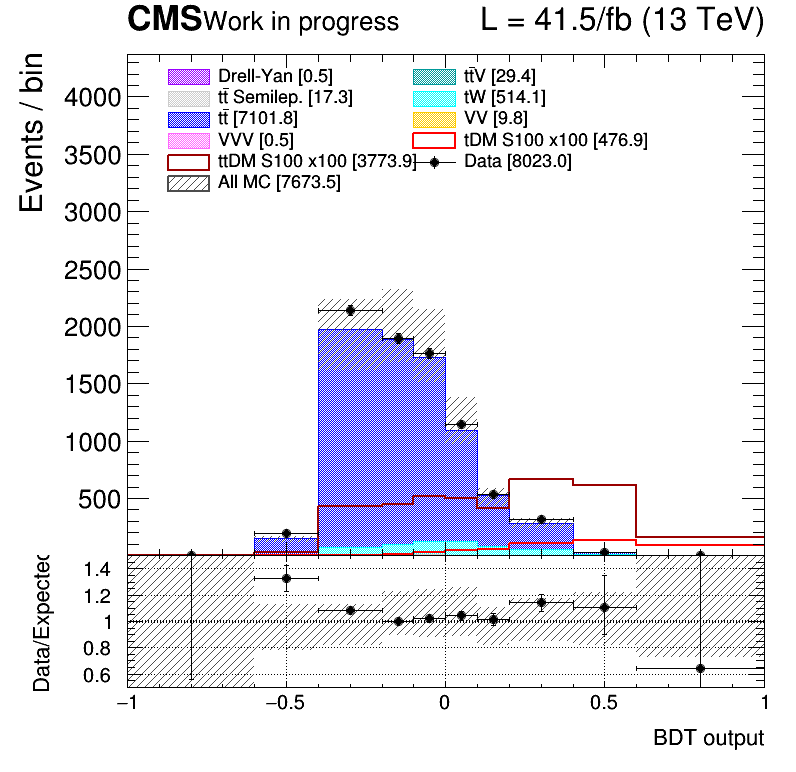 CMS Work in progress L = 41.5/fb (13 TeV)
Events / bin
Drell-Yan [0.5] tt̄V [29.4]
tt̄ Semilep. [17.3] tW [514.1]
tt̄ [7101.8] VV [9.8]
VVV [0.5] tDM S100 x100 [476.9]
ttDM S100 x100 [3773.9] Data [8023.0]
All MC [7673.5]
4000
3500
3000
2500
2000
1500
1000
500
Data/Expected
1.4
1.2
1
0.8
0.6
−1 −0.5 0 0.5 1
BDT output